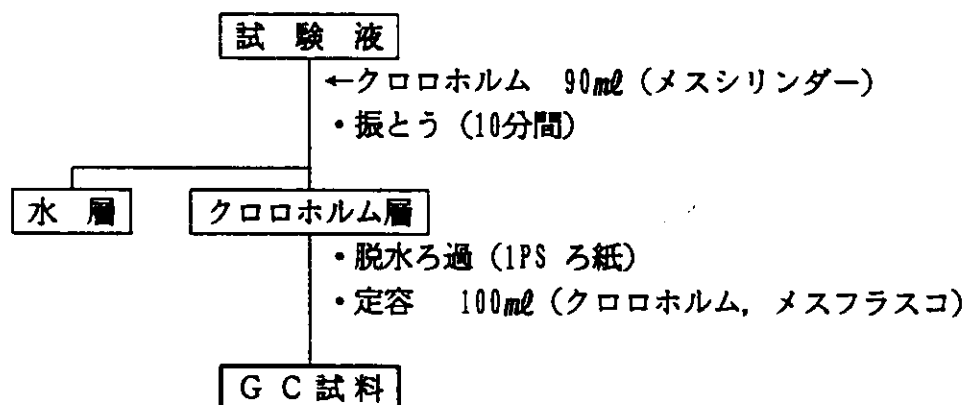 試験液
←クロロホルム 90ml (メスシリンダー)
・振とう (10分間)
水層
クロロホルム層
・脱水ろ過 (1PS ろ紙)
・定容 100ml (クロロホルム, メスフラスコ)
GC試料